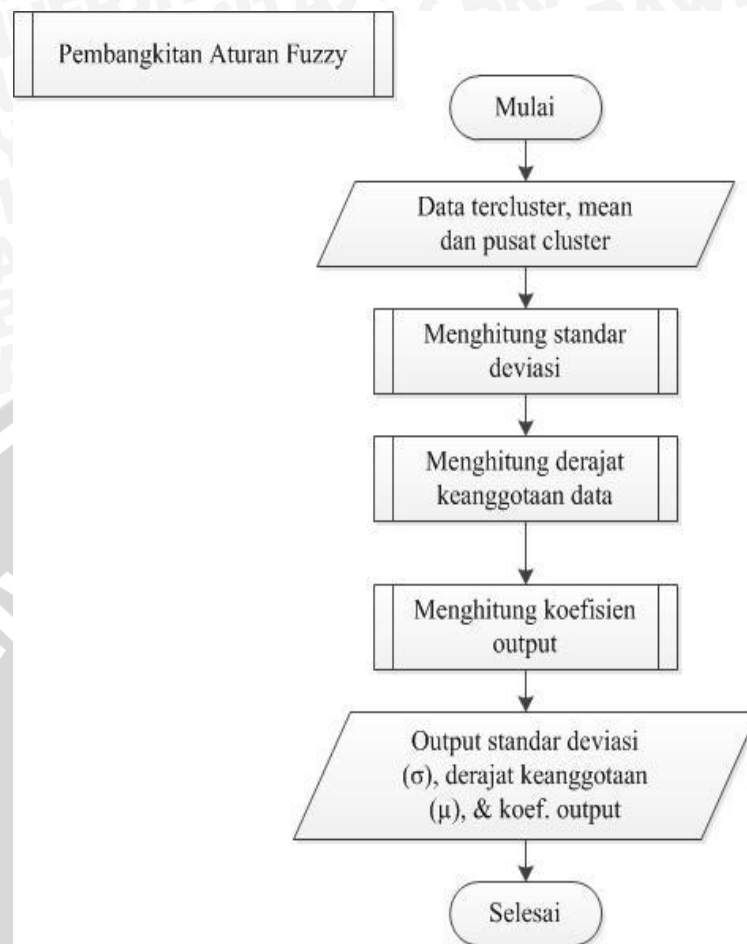 Pembangkitan Aturan Fuzzy
Mulai
Data tercluster, mean
dan pusat cluster
Menghitung standar
deviasi
Menghitung derajat
keanggotaan data
Menghitung koefisien
output
Output standar deviasi
(σ), derajat keanggotaan
(μ), & koef. output
Selesai